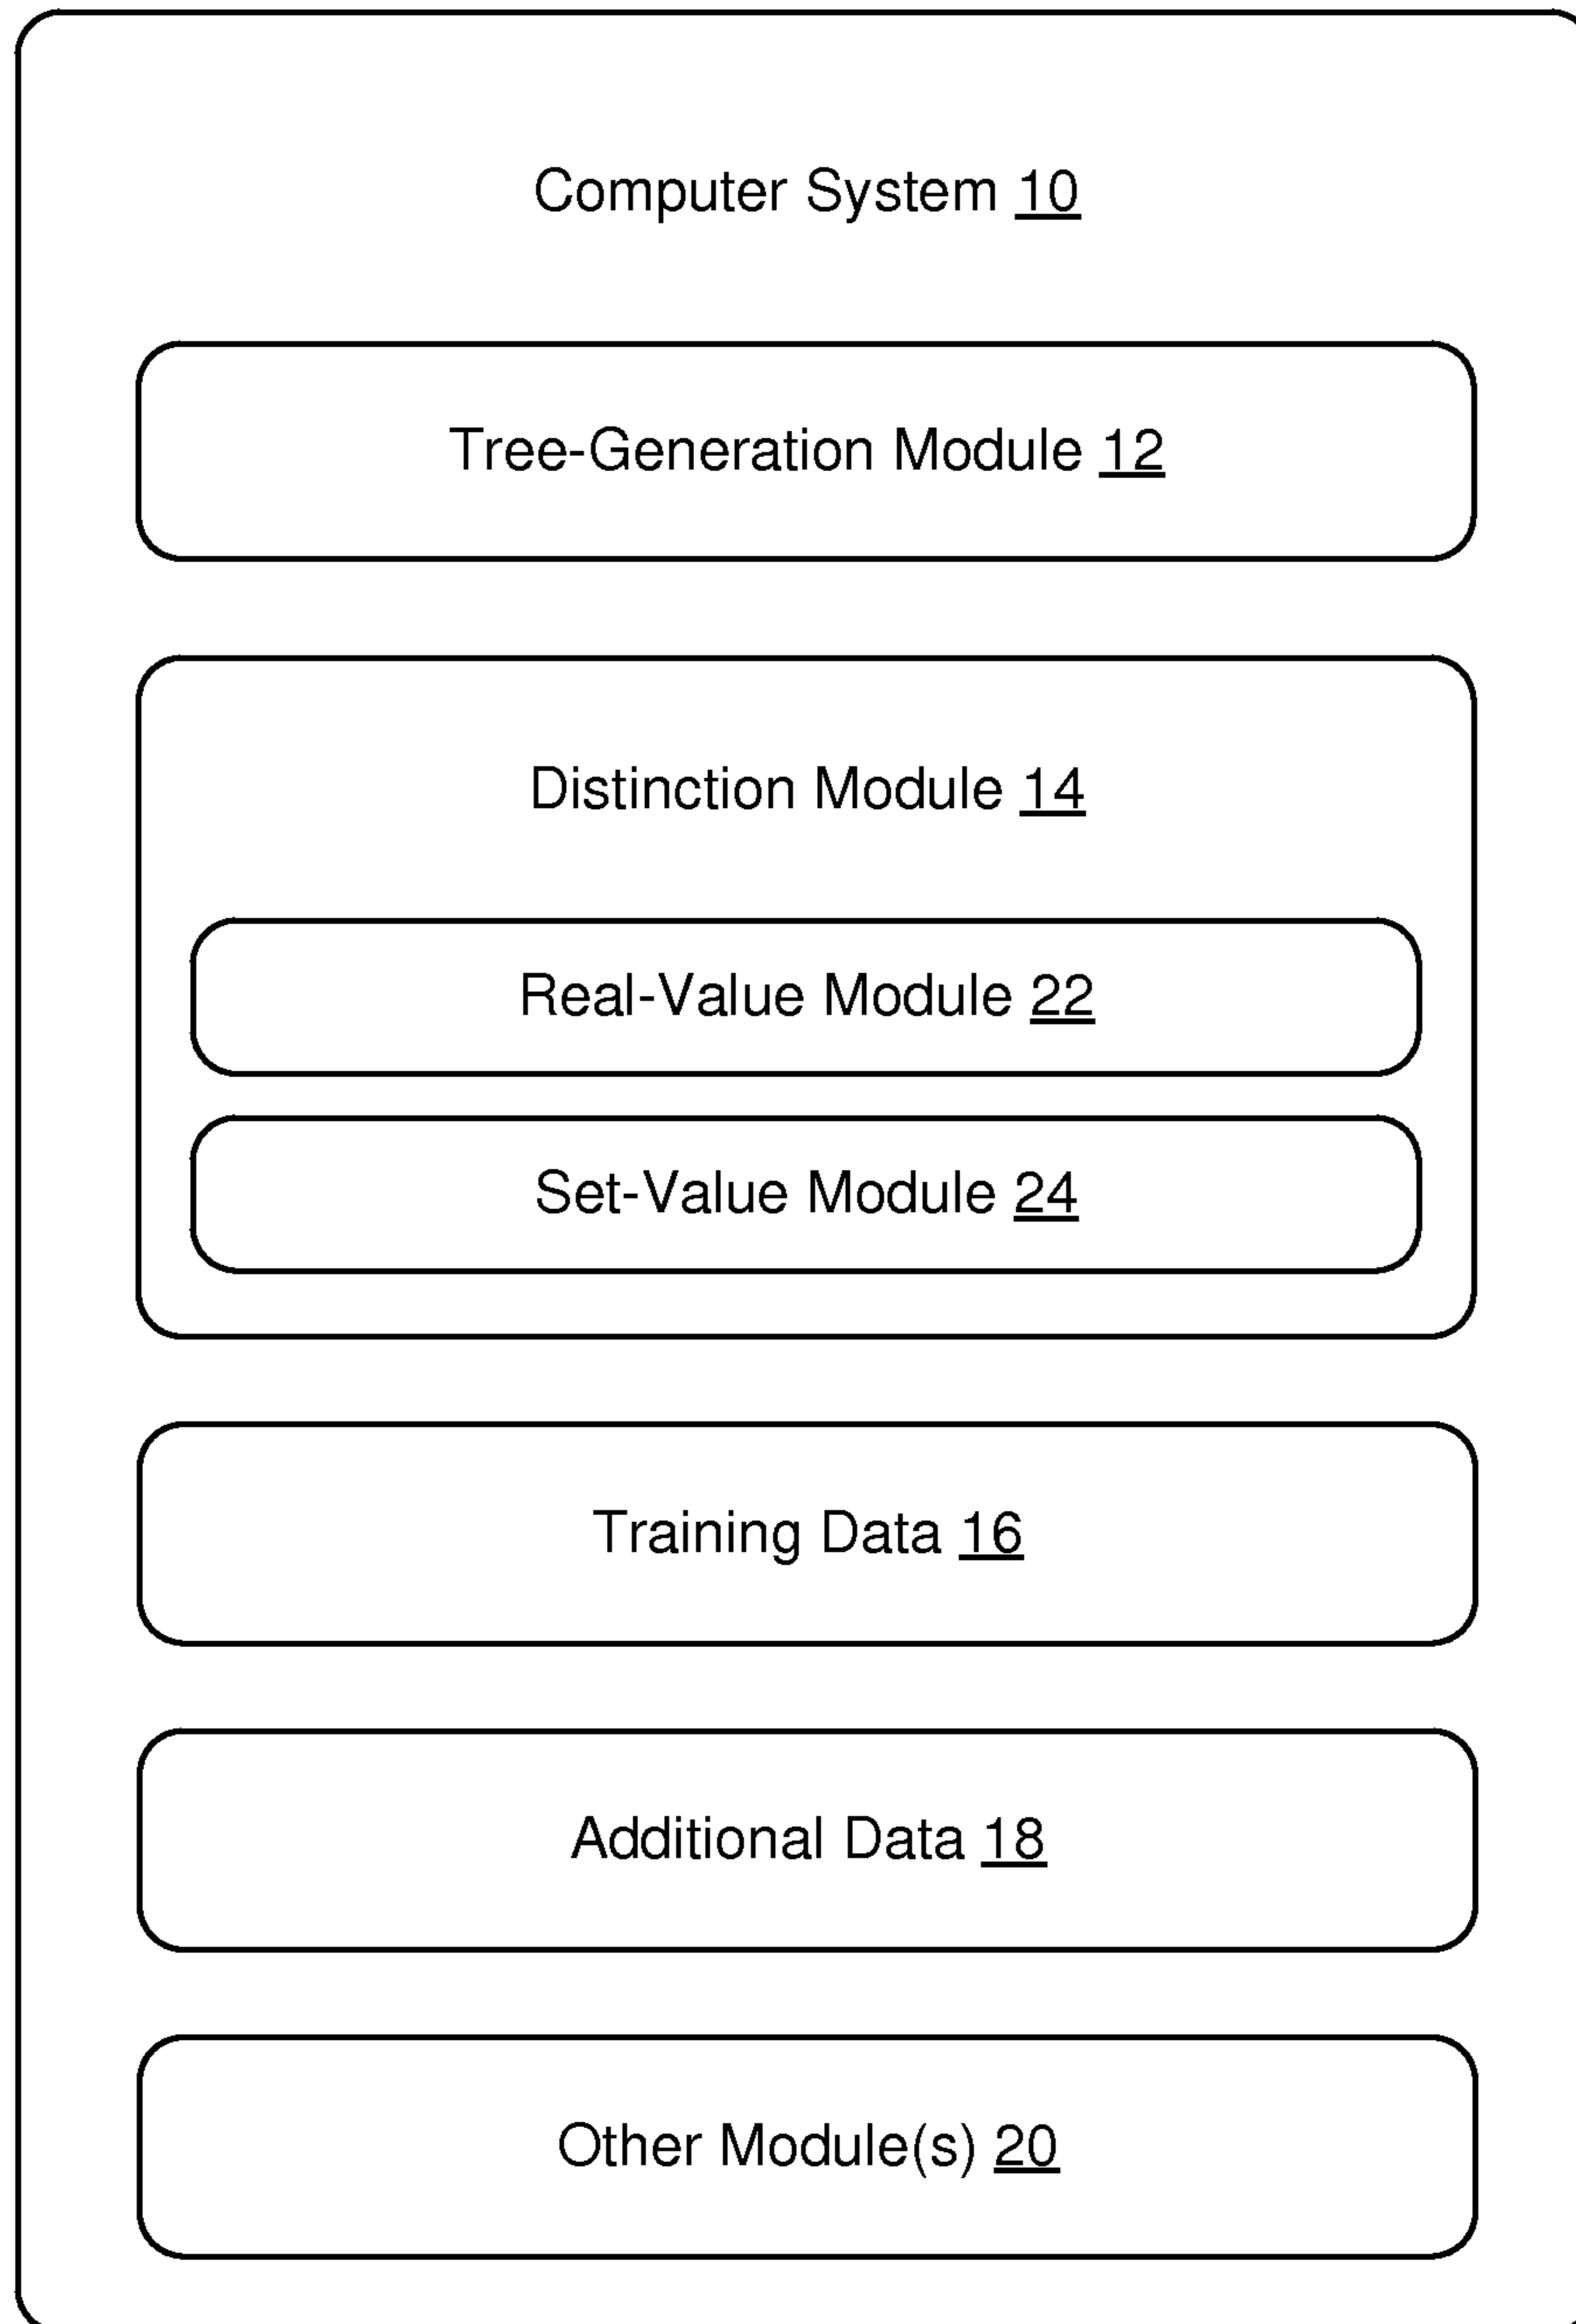 Computer System 10
Tree-Generation Module 12
Distinction Module 14
Real-Value Module 22
Set-Value Module 24
Training Data 16
Additional Data 18
Other Module(s) 20